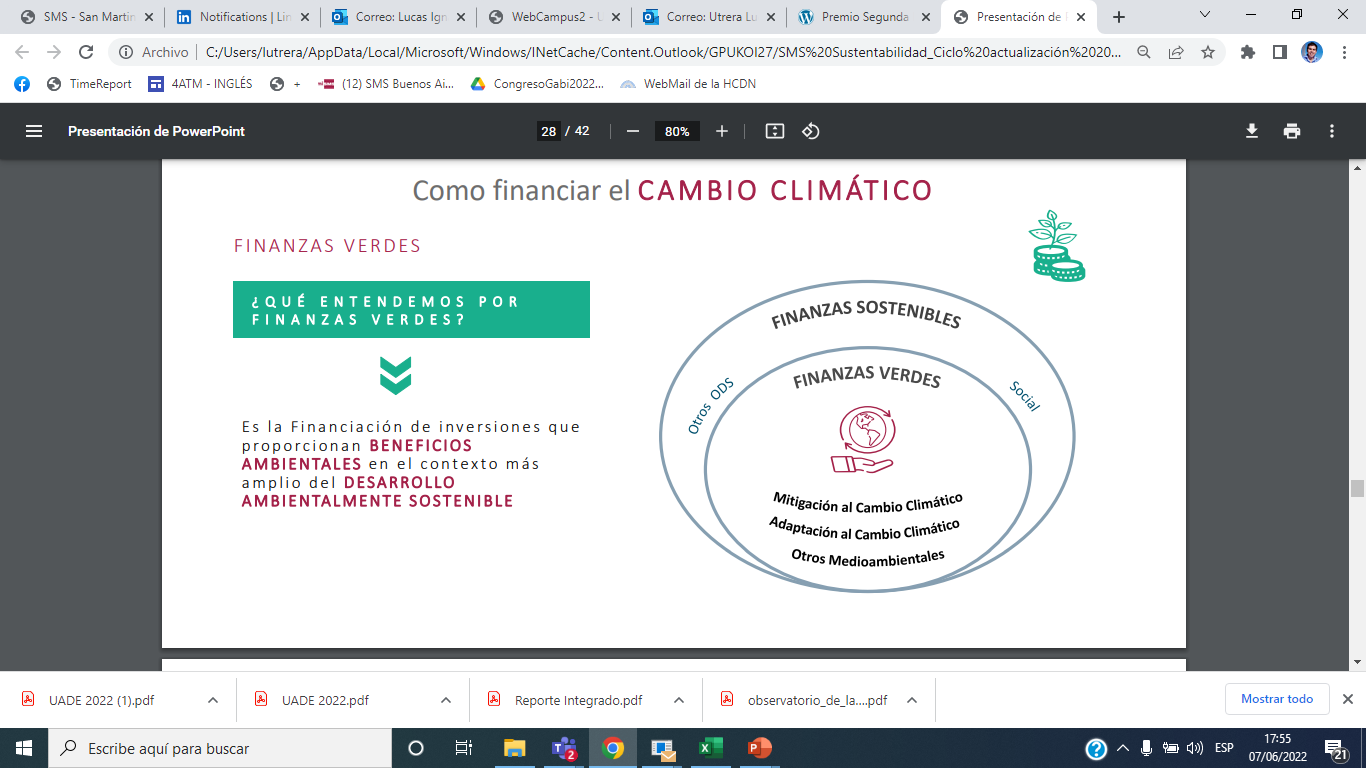 SMS - San Martin
Notifications | Lin
Correo: Lucas Ign
WebCampus2 - U
Correo: Utrera Lu
Premio Segunda
Presentación de
Archivo
C:/Users/lutrera/AppData/Local/Microsoft/Windows/INetCache/Content.Outlook/GPUKOI27/SMS%20Sustentabilidad_Ciclo%20actualización%2020...
TimeReport
4ATM - INGLÉS
+
(12) SMS Buenos Ai...
CongresoGabi2022...
WebMail de la HCDN
Presentación de PowerPoint
28 / 42
80%
Como financiar el CAMBIO CLIMÁTICO
FINANZAS VERDES
¿QUÉ ENTENDEMOS POR
FINANZAS VERDES?
Es la Financiación de inversiones que
proporcionan BENEFICIOS
AMBIENTALES en el contexto más
amplio del DESARROLLO
AMBIENTALMENTE SOSTENIBLE
FINANZAS SOSTENIBLES
Otros ODS
Social
FINANZAS VERDES
Mitigación al Cambio Climático
Adaptación al Cambio Climático
Otros Medioambientales
UADE 2022 (1).pdf
UADE 2022.pdf
Reporte Integrado.pdf
observatorio_de_la....pdf
Mostrar todo
Escribe aquí para buscar
2
ESP
17:55
07/06/2022
21